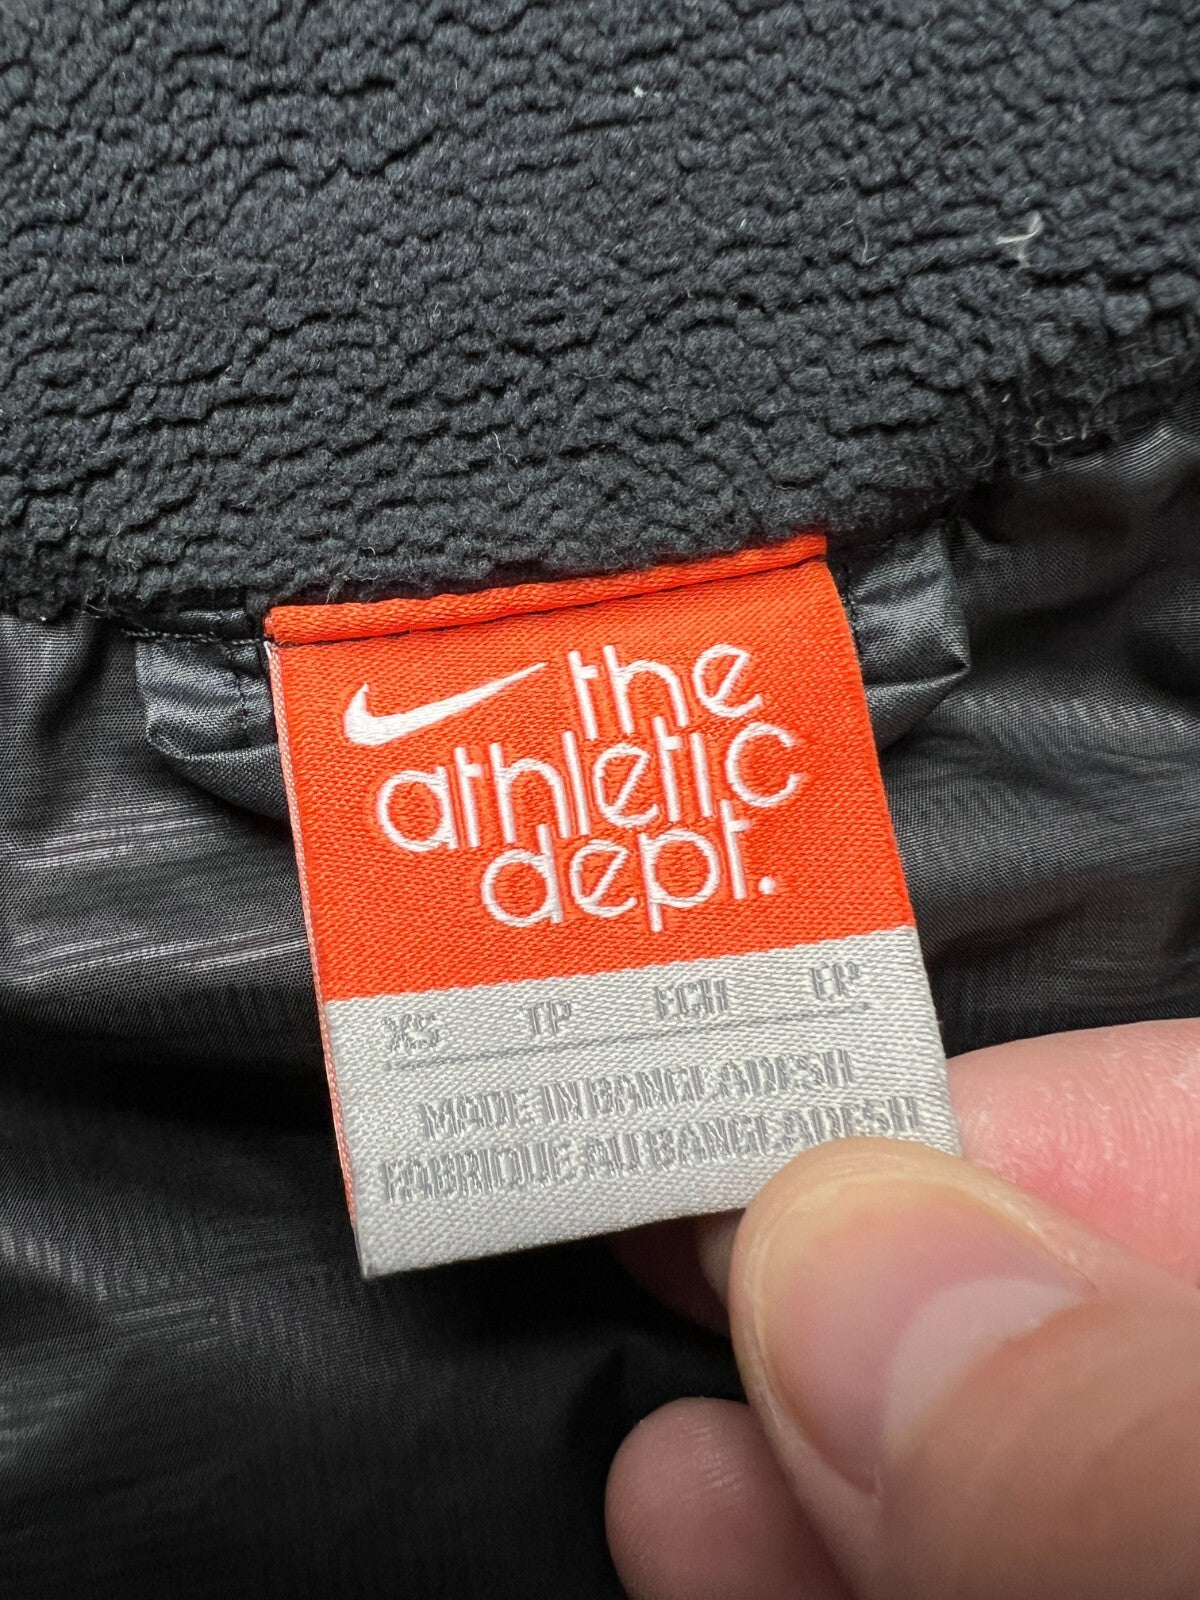 the
athletic
dept.
XS TP ECH EP
MADE IN BANGLADESH
FABRIQUE AU BANGLADESH